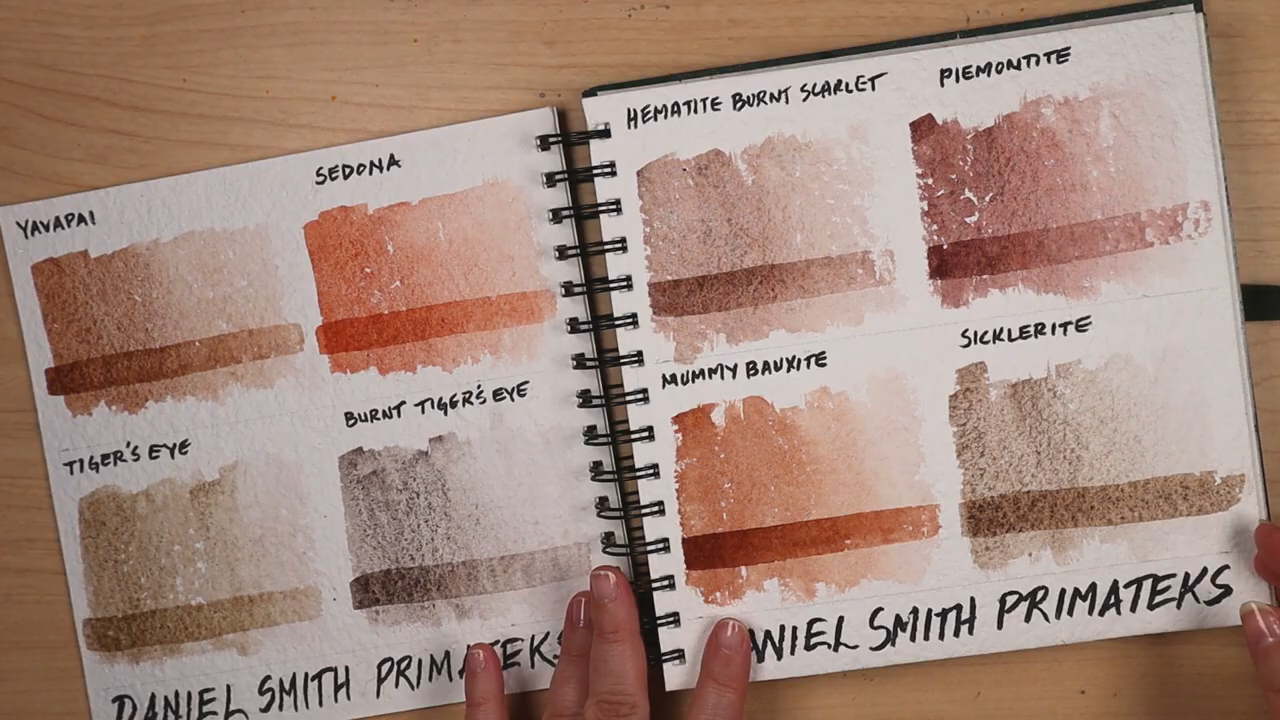 YAVAPAI
SEDONA
TIGER'S EYE
BURNT TIGER'S EYE
DANIEL SMITH PRIMATEKS
HEMATITE BURNT SCARLET
PIEMONTITE
MUMMY BAUXITE
SICKLERITE
DANIEL SMITH PRIMATEKS